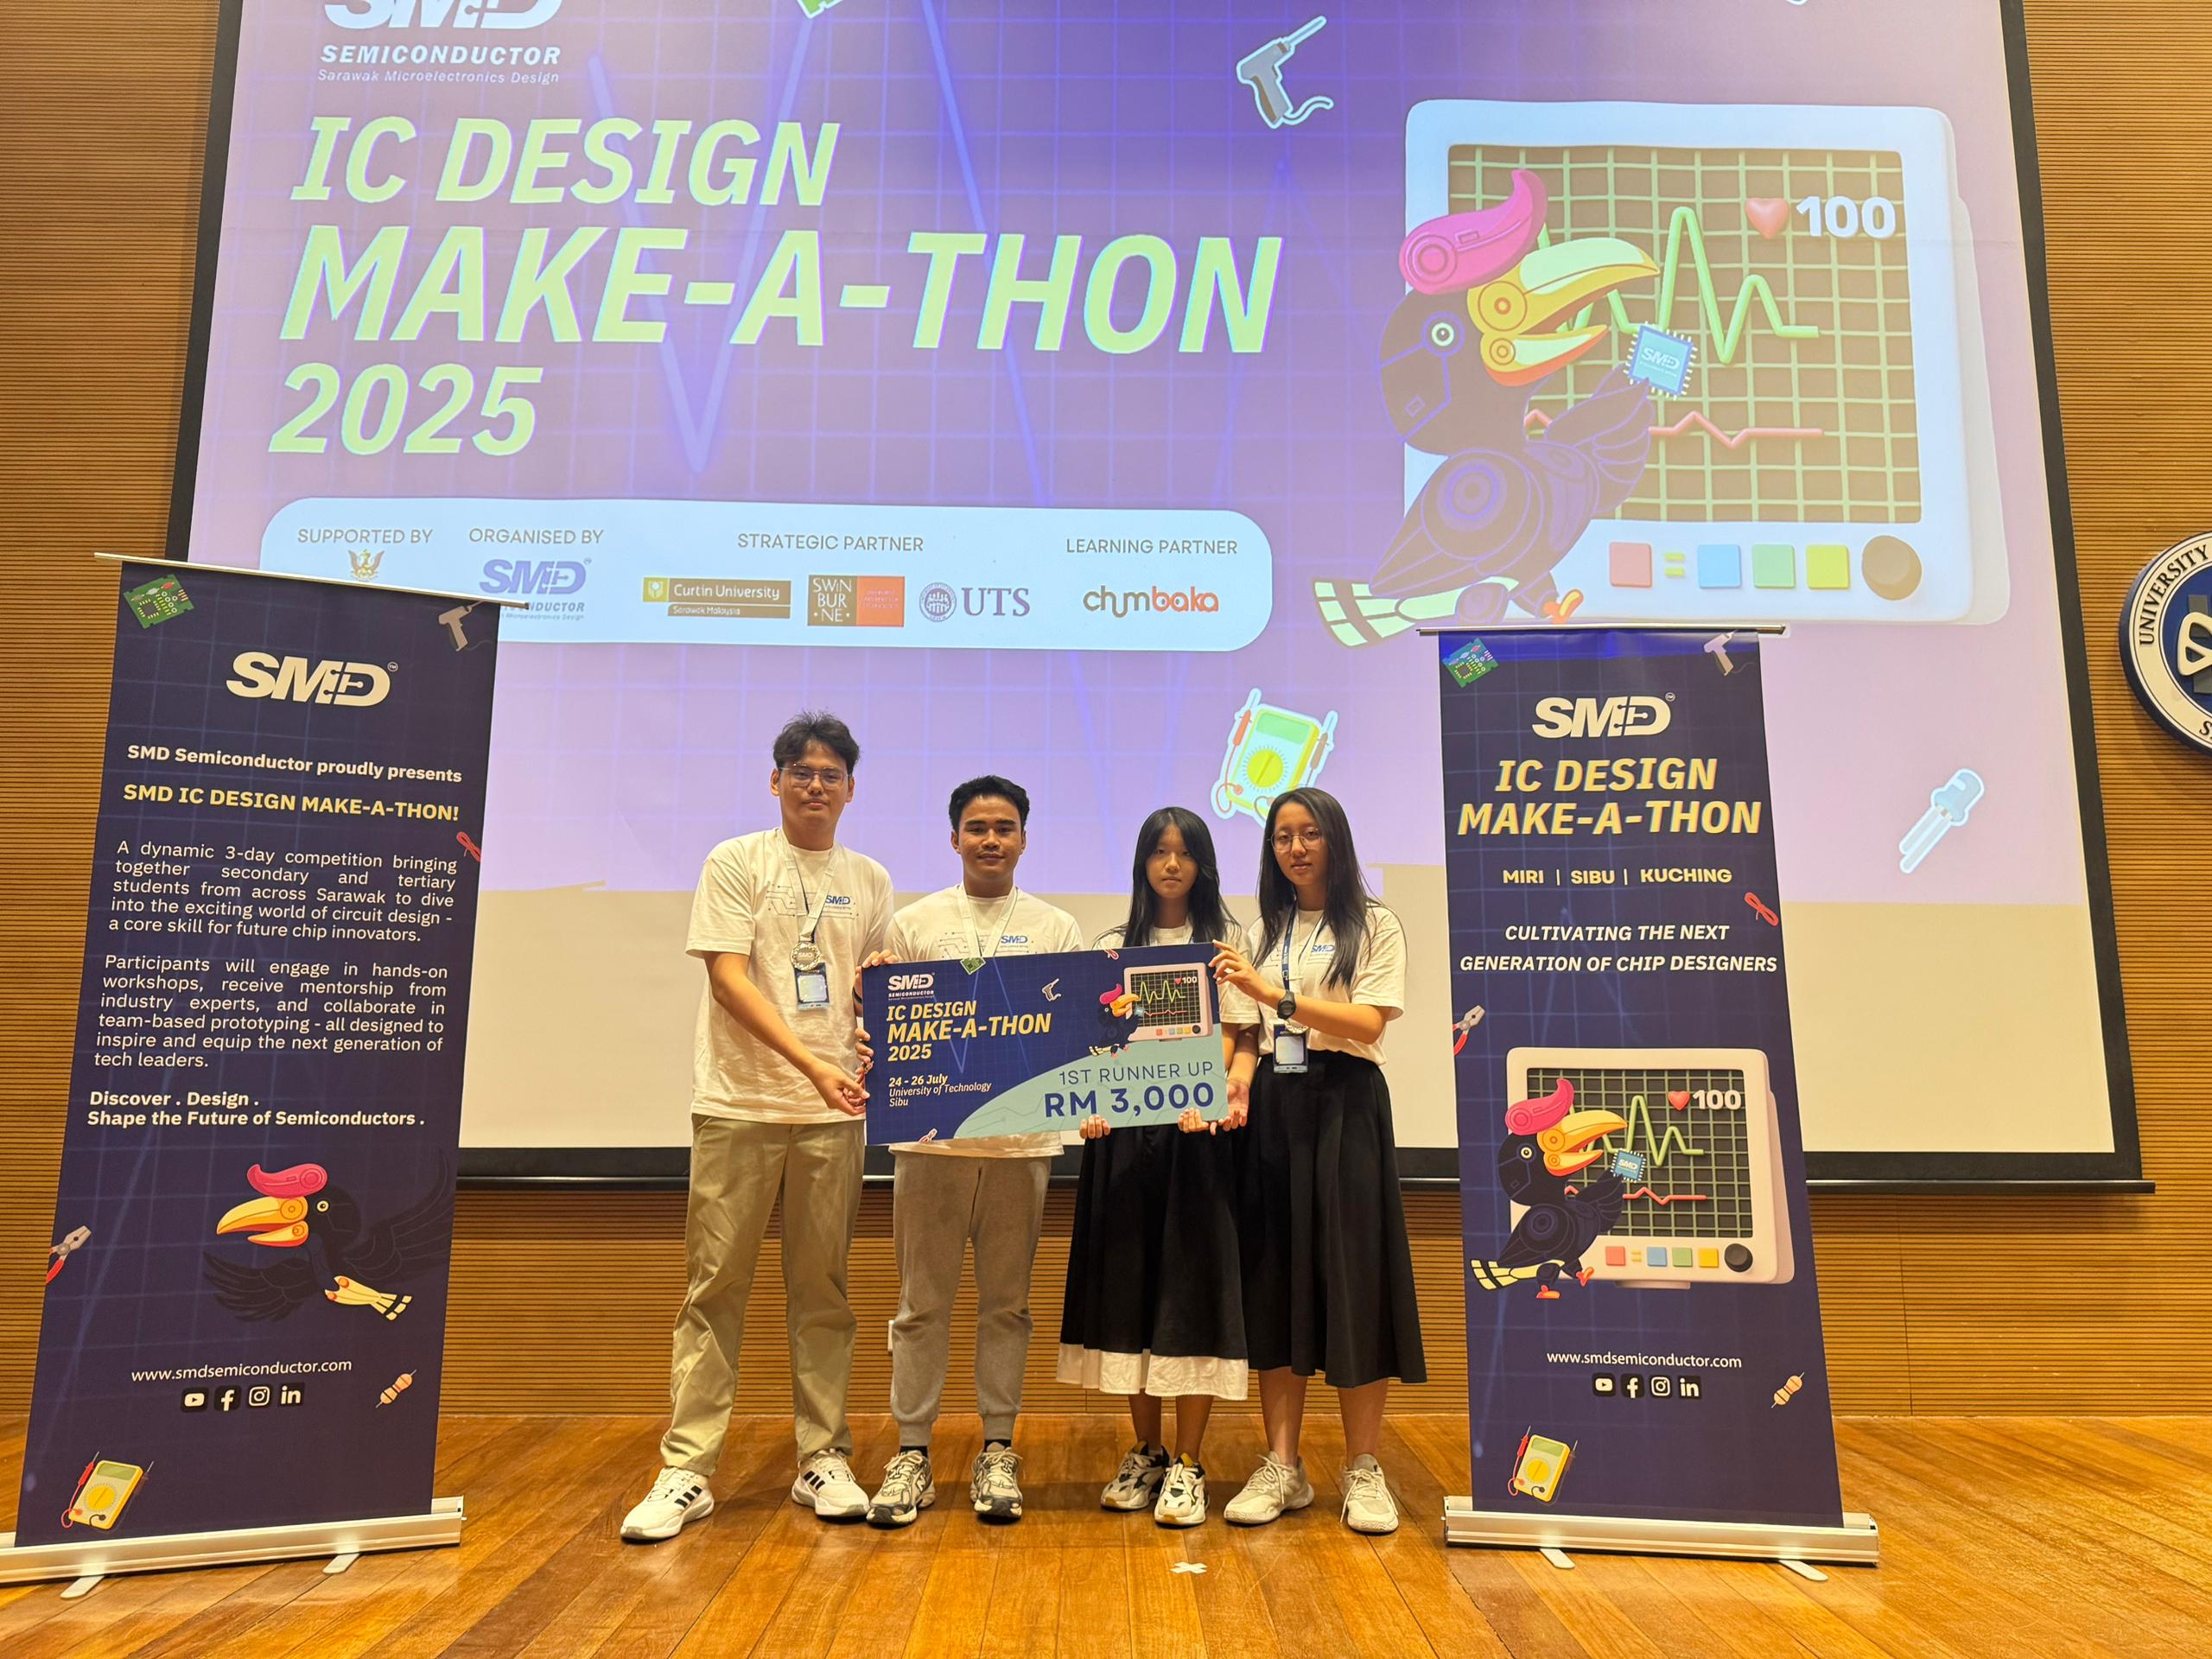 SMD
SEMICONDUCTOR
Sarawak Microelectronics Design
IC DESIGN
MAKE-A-THON
2025
100
SMD
SUPPORTED BY
ORGANISED BY
STRATEGIC PARTNER
LEARNING PARTNER
SMD
Curtin University
Sarawak Malaysia
SWIN
BUR
NE
UTS
chumbaka
UNIVERSITY
SMD
SMD Semiconductor proudly presents
SMD IC DESIGN MAKE-A-THON!
A dynamic 3-day competition bringing
together secondary and tertiary
students from across Sarawak to dive
into the exciting world of circuit design -
a core skill for future chip innovators.
Participants will engage in hands-on
workshops, receive mentorship from
industry experts, and collaborate in
team-based prototyping - all designed to
inspire and equip the next generation of
tech leaders.
Discover . Design .
Shape the Future of Semiconductors .
www.smdsemiconductor.com
SMD
SMD
SMD
SMD
SEMICONDUCTOR
IC DESIGN
MAKE-A-THON
2025
24 - 26 July
University of Technology
Sibu
100
1ST RUNNER UP
RM 3,000
SMD
IC DESIGN
MAKE-A-THON
MIRI | SIBU | KUCHING
CULTIVATING THE NEXT
GENERATION OF CHIP DESIGNERS
100
SMD
www.smdsemiconductor.com